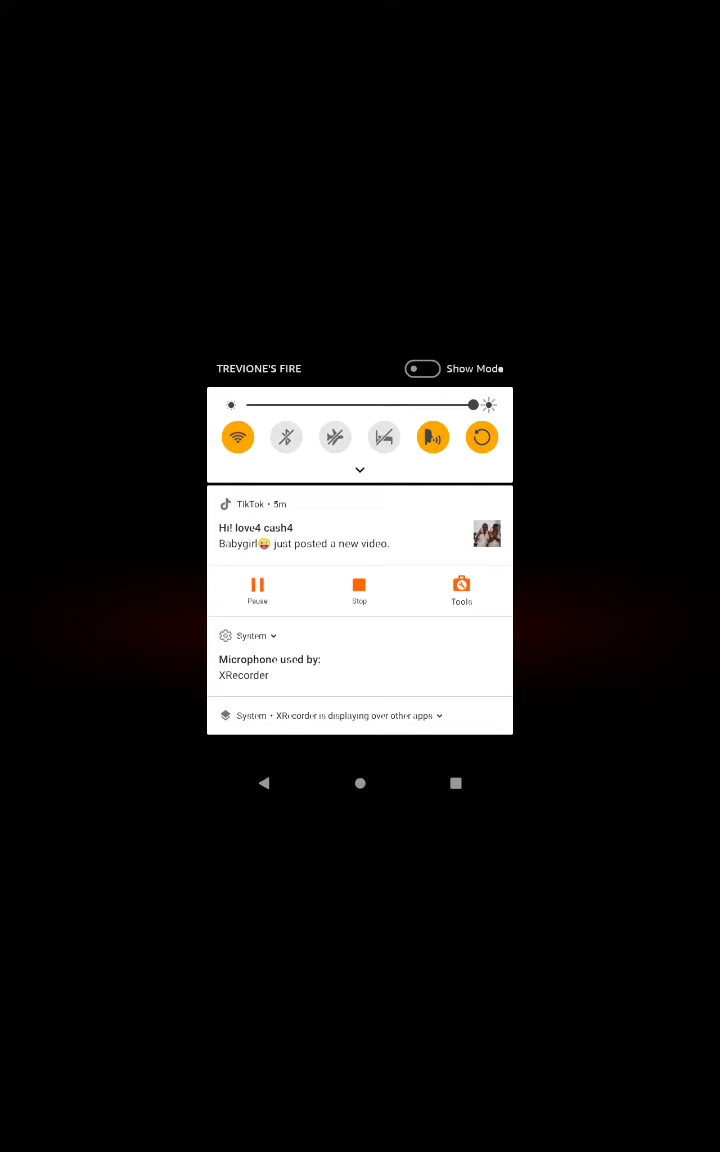 TREVIONE'S FIRE Show Mode
TikTok • 5m
Hi! love4 cash4
Babygirl😜 just posted a new video.
Pause Stop Tools
System
Microphone used by:
XRecorder
System • XRecorder is displaying over other apps